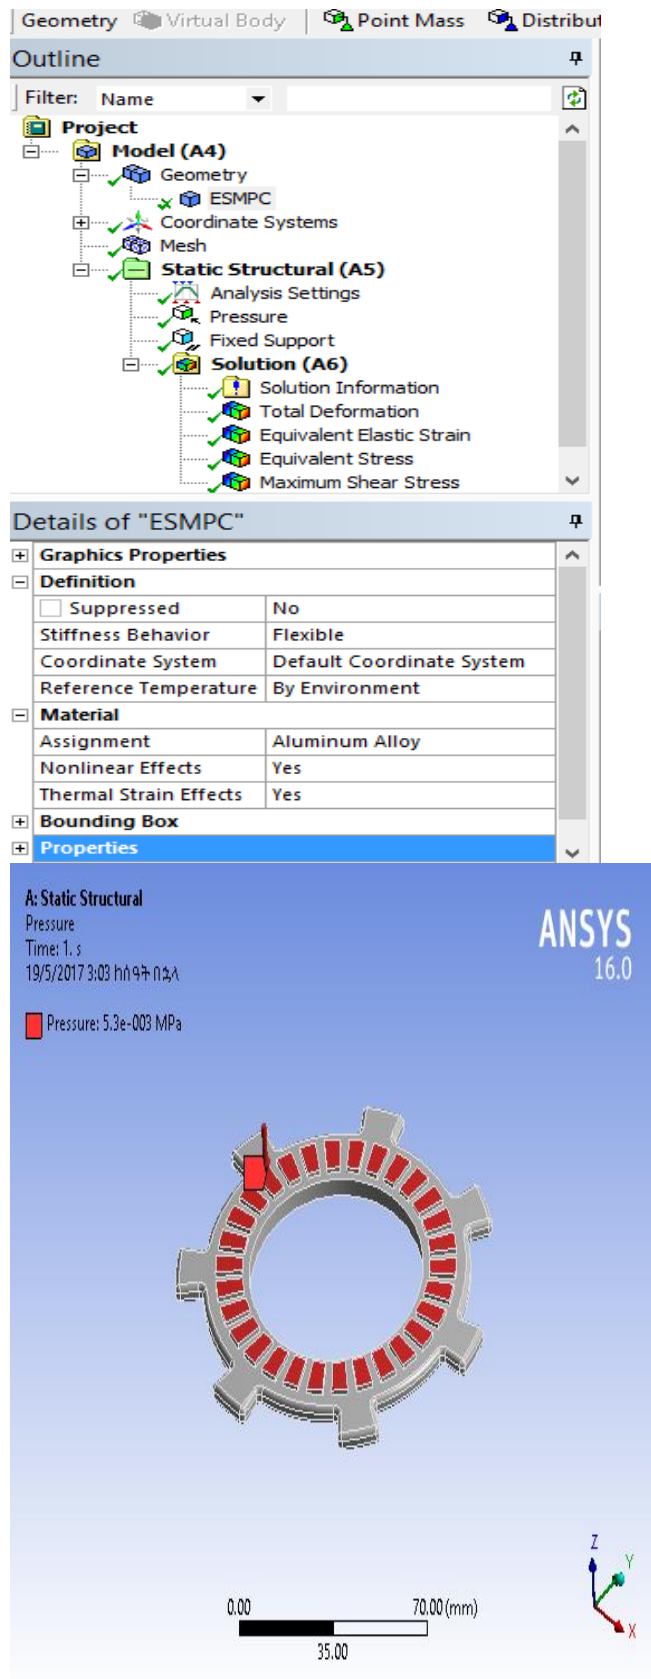 Geometry Virtual Body Point Mass Distribut
Outline
Filter: Name
Project
Model (A4)
Geometry
ESMPC
Coordinate Systems
Mesh
Static Structural (A5)
Analysis Settings
Pressure
Fixed Support
Solution (A6)
Solution Information
Total Deformation
Equivalent Elastic Strain
Equivalent Stress
Maximum Shear Stress
Details of "ESMPC"
Graphics Properties
Definition
Suppressed No
Stiffness Behavior Flexible
Coordinate System Default Coordinate System
Reference Temperature By Environment
Material
Assignment Aluminum Alloy
Nonlinear Effects Yes
Thermal Strain Effects Yes
Bounding Box
Properties
A: Static Structural
Pressure
Time: 1. s
19/5/2017 3:03 ከሰዓት በኋላ
Pressure: 5.3e-003 MPa
ANSYS
16.0
Z
Y
X
0.00 70.00 (mm)
35.00